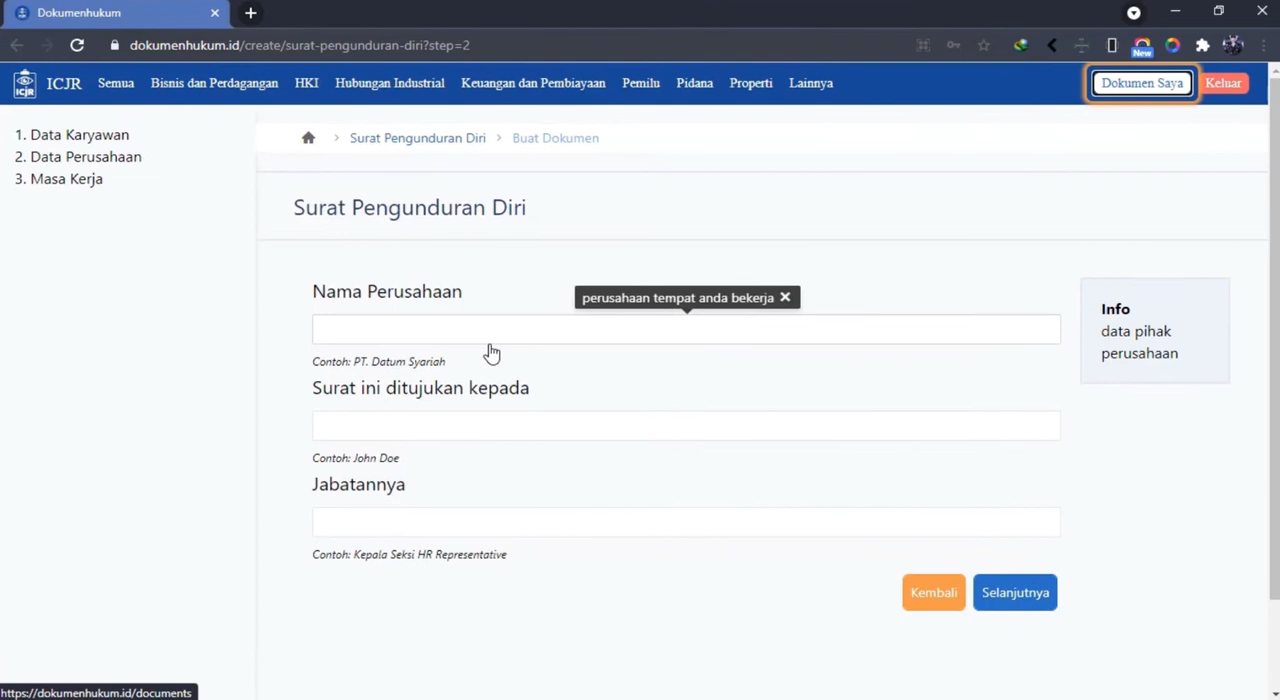 Dokumenhukum
dokumenhukum.id/create/surat-pengunduran-diri?step=2
New
ICJR ICJR Semua Bisnis dan Perdagangan HKI Hubungan Industrial Keuangan dan Pembiayaan Pemilu Pidana Properti Lainnya Dokumen Saya Keluar
1. Data Karyawan
2. Data Perusahaan
3. Masa Kerja
Surat Pengunduran Diri > Buat Dokumen
Surat Pengunduran Diri
Nama Perusahaan
perusahaan tempat anda bekerja
Contoh: PT. Datum Syariah
Surat ini ditujukan kepada
Contoh: John Doe
Jabatannya
Contoh: Kepala Seksi HR Representative
Kembali Selanjutnya
Info
data pihak
perusahaan
https://dokumenhukum.id/documents